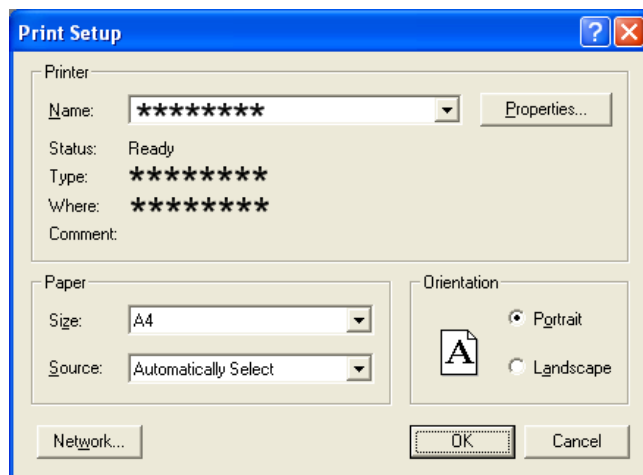 Print Setup
Printer
Name: ******** Properties...
Status: Ready
Type: ********
Where: ********
Comment:
Paper
Size: A4
Source: Automatically Select
Orientation
A
Portrait
Landscape
Network... OK Cancel